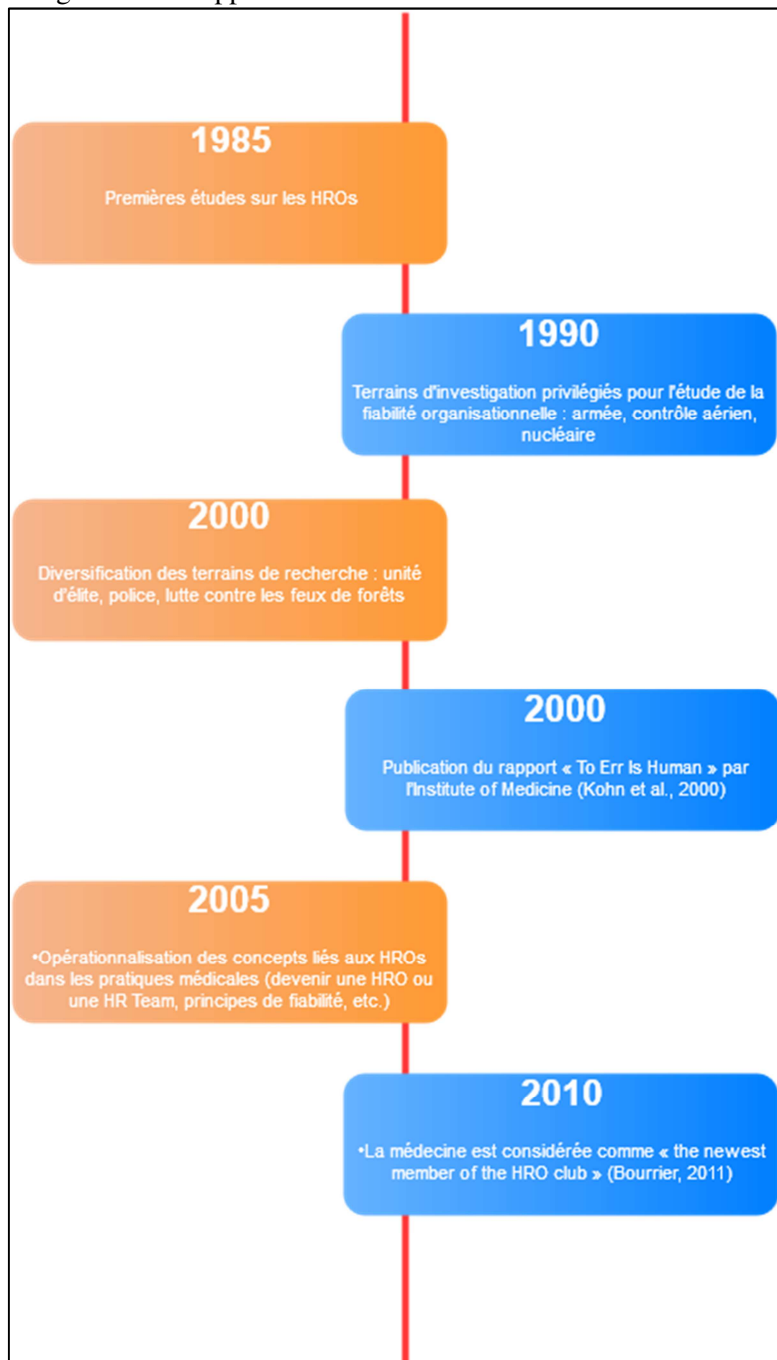 1985
Premières études sur les HROs
1990
Terrains d'investigation privilégiés pour l'étude de la
fiabilité organisationnelle : armée, contrôle aérien,
nucléaire
2000
Diversification des terrains de recherche : unité
d'élite, police, lutte contre les feux de forêts
2000
Publication du rapport « To Err Is Human » par
l'Institute of Medicine (Kohn et al., 2000)
2005
•Opérationnalisation des concepts liés aux HROs
dans les pratiques médicales (devenir une HRO ou
une HR Team, principes de fiabilité, etc.)
2010
•La médecine est considérée comme « the newest
member of the HRO club » (Bourrier, 2011)